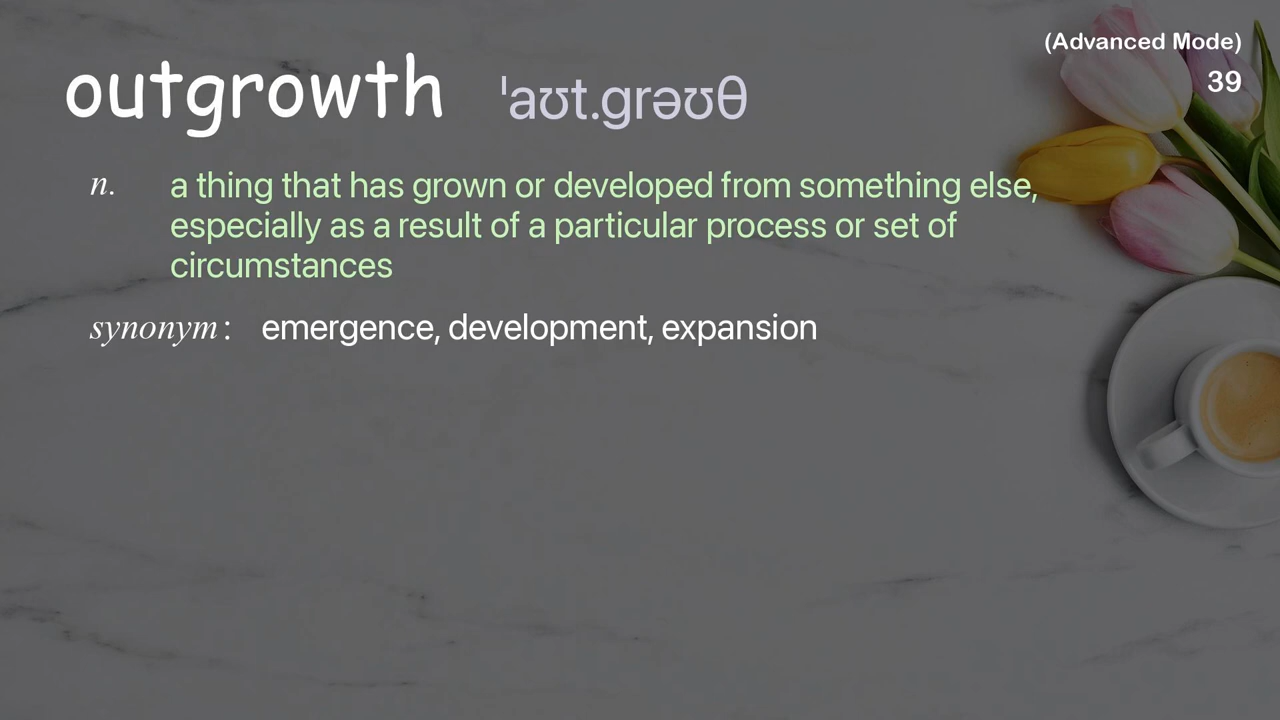 (Advanced Mode)
39
outgrowth ˈaʊt.grəʊθ
n. a thing that has grown or developed from something else,
especially as a result of a particular process or set of
circumstances
synonym: emergence, development, expansion